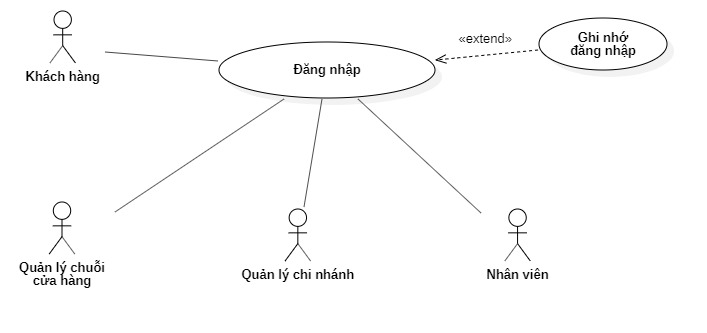 Khách hàng
Đăng nhập
«extend»
Ghi nhớ
đăng nhập
Quản lý chuỗi
cửa hàng
Quản lý chi nhánh
Nhân viên